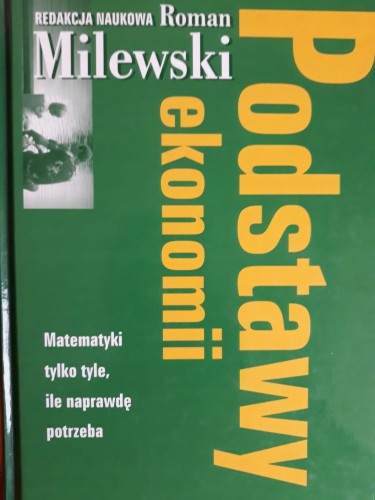 REDAKCJA NAUKOWA Roman
Milewski
Podstawy
ekonomii
Matematyki
tylko tyle,
ile naprawdę
potrzeba